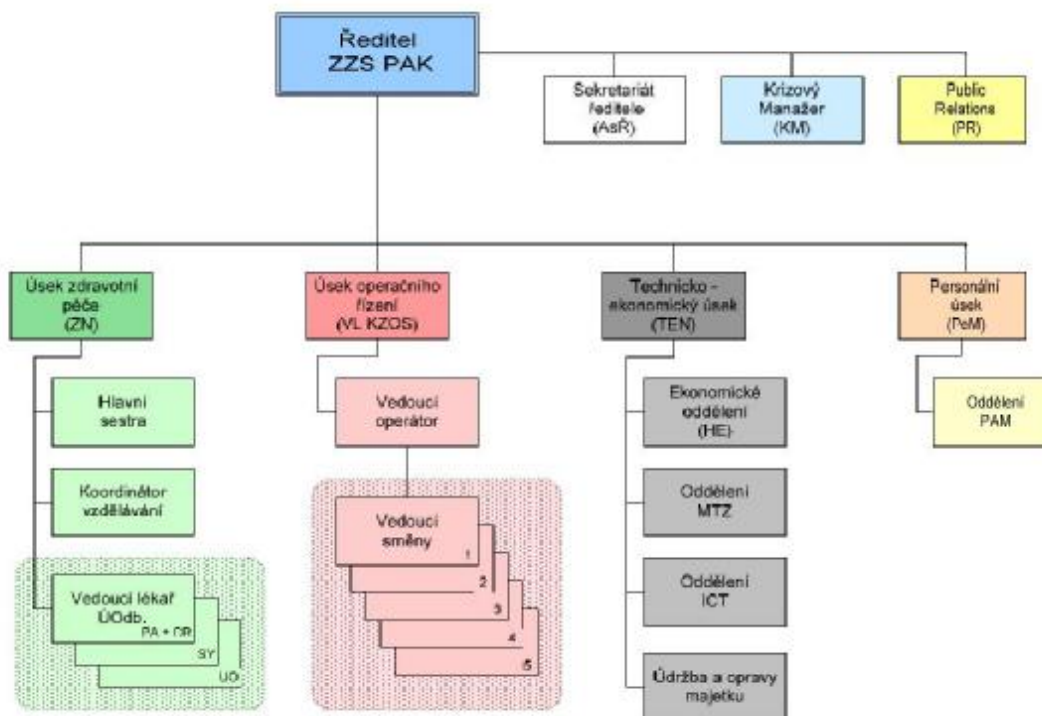 Ředitel
ZZS PAK
Sekretariát
ředitele
(AsŘ)
Krizový
Manažer
(KM)
Public
Relations
(PR)
Úsek zdravotní
péče
(ZN)
Úsek operačního
řízení
(VL KZOS)
Technicko -
ekonomický úsek
(TEN)
Personální
úsek
(PeM)
Hlavní
sestra
Vedoucí
operátor
Ekonomické
oddělení
(HE)
Oddělení
PAM
Koordinátor
vzdělávání
Vedoucí
směny
1
2
3
4
5
Oddělení
MTZ
Vedoucí lékař
ÚOdb.
PA + CR
SY
UO
Oddělení
ICT
Údržba a opravy
majetku